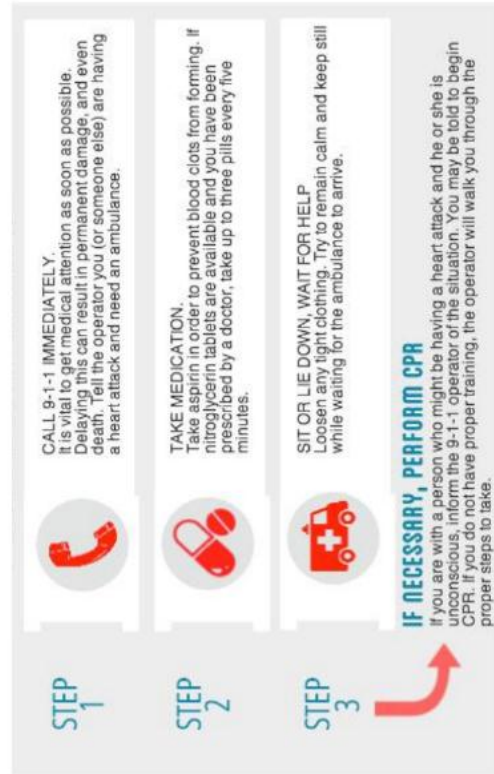 STEP
1
CALL 9-1-1 IMMEDIATELY.
It is vital to get medical attention as soon as possible.
Delaying this can result in permanent damage, and even
death. Tell the operator you (or someone else) are having
a heart attack and need an ambulance.
STEP
2
TAKE MEDICATION.
Take aspirin in order to prevent blood clots from forming. If
nitroglycerin tablets are available and you have been
prescribed by a doctor, take up to three pills every five
minutes.
STEP
3
SIT OR LIE DOWN, WAIT FOR HELP
Loosen any tight clothing. Try to remain calm and keep still
while waiting for the ambulance to arrive.
IF NECESSARY, PERFORM CPR
If you are with a person who might be having a heart attack and he or she is
unconscious, inform the 9-1-1 operator of the situation. You may be told to begin
CPR. If you do not have proper training, the operator will walk you through the
proper steps to take.